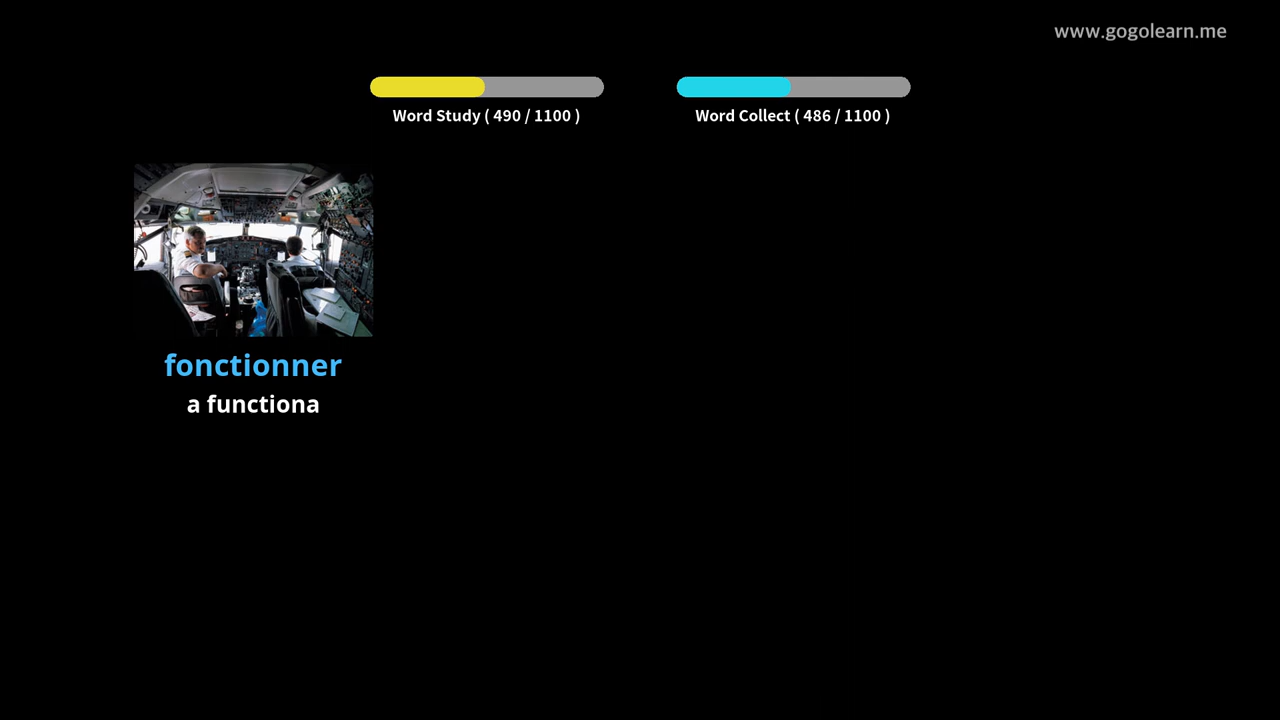 www.gogolearn.me
Word Study ( 490 / 1100 )
Word Collect ( 486 / 1100 )
fonctionner
a functiona